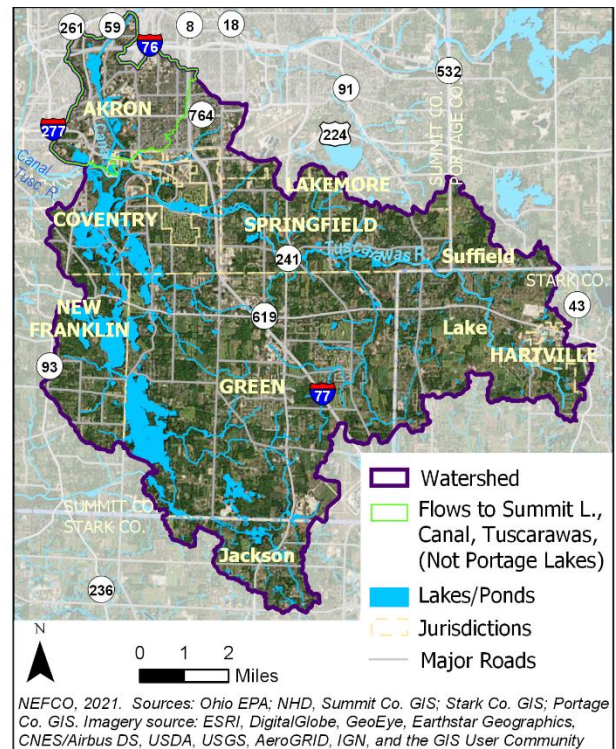 261
59
8
18
76
532
91
AKRON
764
224
277
Canal
SUMMIT CO.
PORTAGE CO.
Canal
Tusc. R.
LAKEMORE
COVENTRY
SPRINGFIELD
Tuscarawas R.
Suffield
241
STARK CO.
NEW
FRANKLIN
619
43
Lake
HARTVILLE
93
GREEN
77
SUMMIT CO.
STARK CO.
Jackson
236
Watershed
Flows to Summit L.,
Canal, Tuscarawas,
(Not Portage Lakes)
Lakes/Ponds
Jurisdictions
Major Roads
N
0 1 2
Miles
NEFCO, 2021. Sources: Ohio EPA; NHD, Summit Co. GIS; Stark Co. GIS; Portage
Co. GIS. Imagery source: ESRI, DigitalGlobe, GeoEye, Earthstar Geographics,
CNES/Airbus DS, USDA, USGS, AeroGRID, IGN, and the GIS User Community